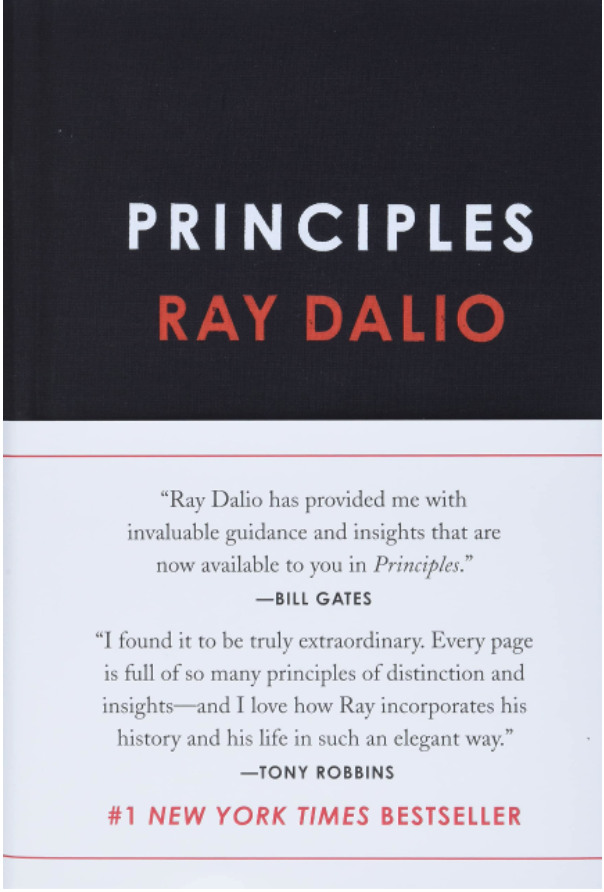 PRINCIPLES
RAY DALIO
“Ray Dalio has provided me with
invaluable guidance and insights that are
now available to you in Principles.”
—BILL GATES
“I found it to be truly extraordinary. Every page
is full of so many principles of distinction and
insights—and I love how Ray incorporates his
history and his life in such an elegant way.”
—TONY ROBBINS
#1 NEW YORK TIMES BESTSELLER